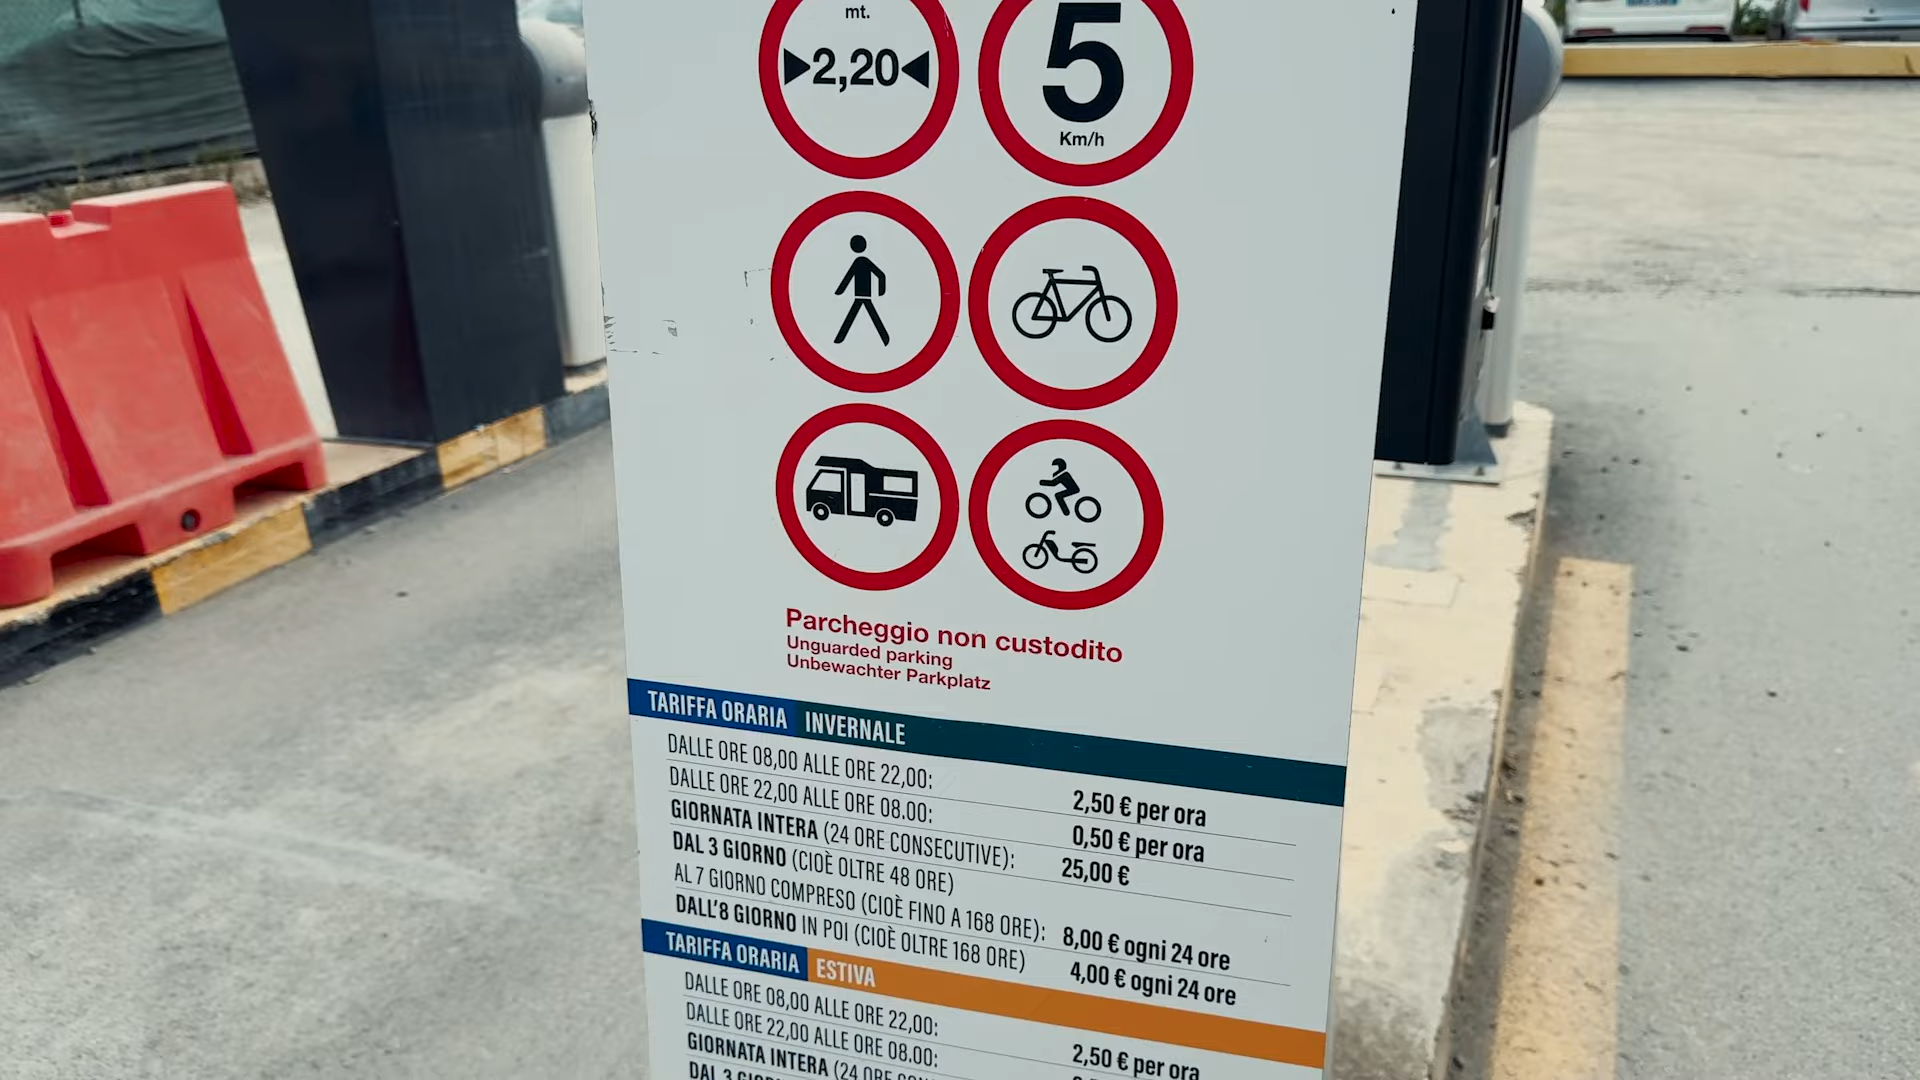 mt.
2,20
5
Km/h
Parcheggio non custodito
Unguarded parking
Unbewachter Parkplatz
TARIFFA ORARIA INVERNALE
DALLE ORE 08,00 ALLE ORE 22,00: 2,50 € per ora
DALLE ORE 22,00 ALLE ORE 08.00: 0,50 € per ora
GIORNATA INTERA (24 ORE CONSECUTIVE): 25,00 €
DAL 3 GIORNO (CIOÈ OLTRE 48 ORE)
AL 7 GIORNO COMPRESO (CIOÈ FINO A 168 ORE): 8,00 € ogni 24 ore
DALL'8 GIORNO IN POI (CIOÈ OLTRE 168 ORE) 4,00 € ogni 24 ore
TARIFFA ORARIA ESTIVA
DALLE ORE 08,00 ALLE ORE 22,00: 2,50 € per ora
DALLE ORE 22,00 ALLE ORE 08.00:
GIORNATA INTERA (24 ORE
DAL 3